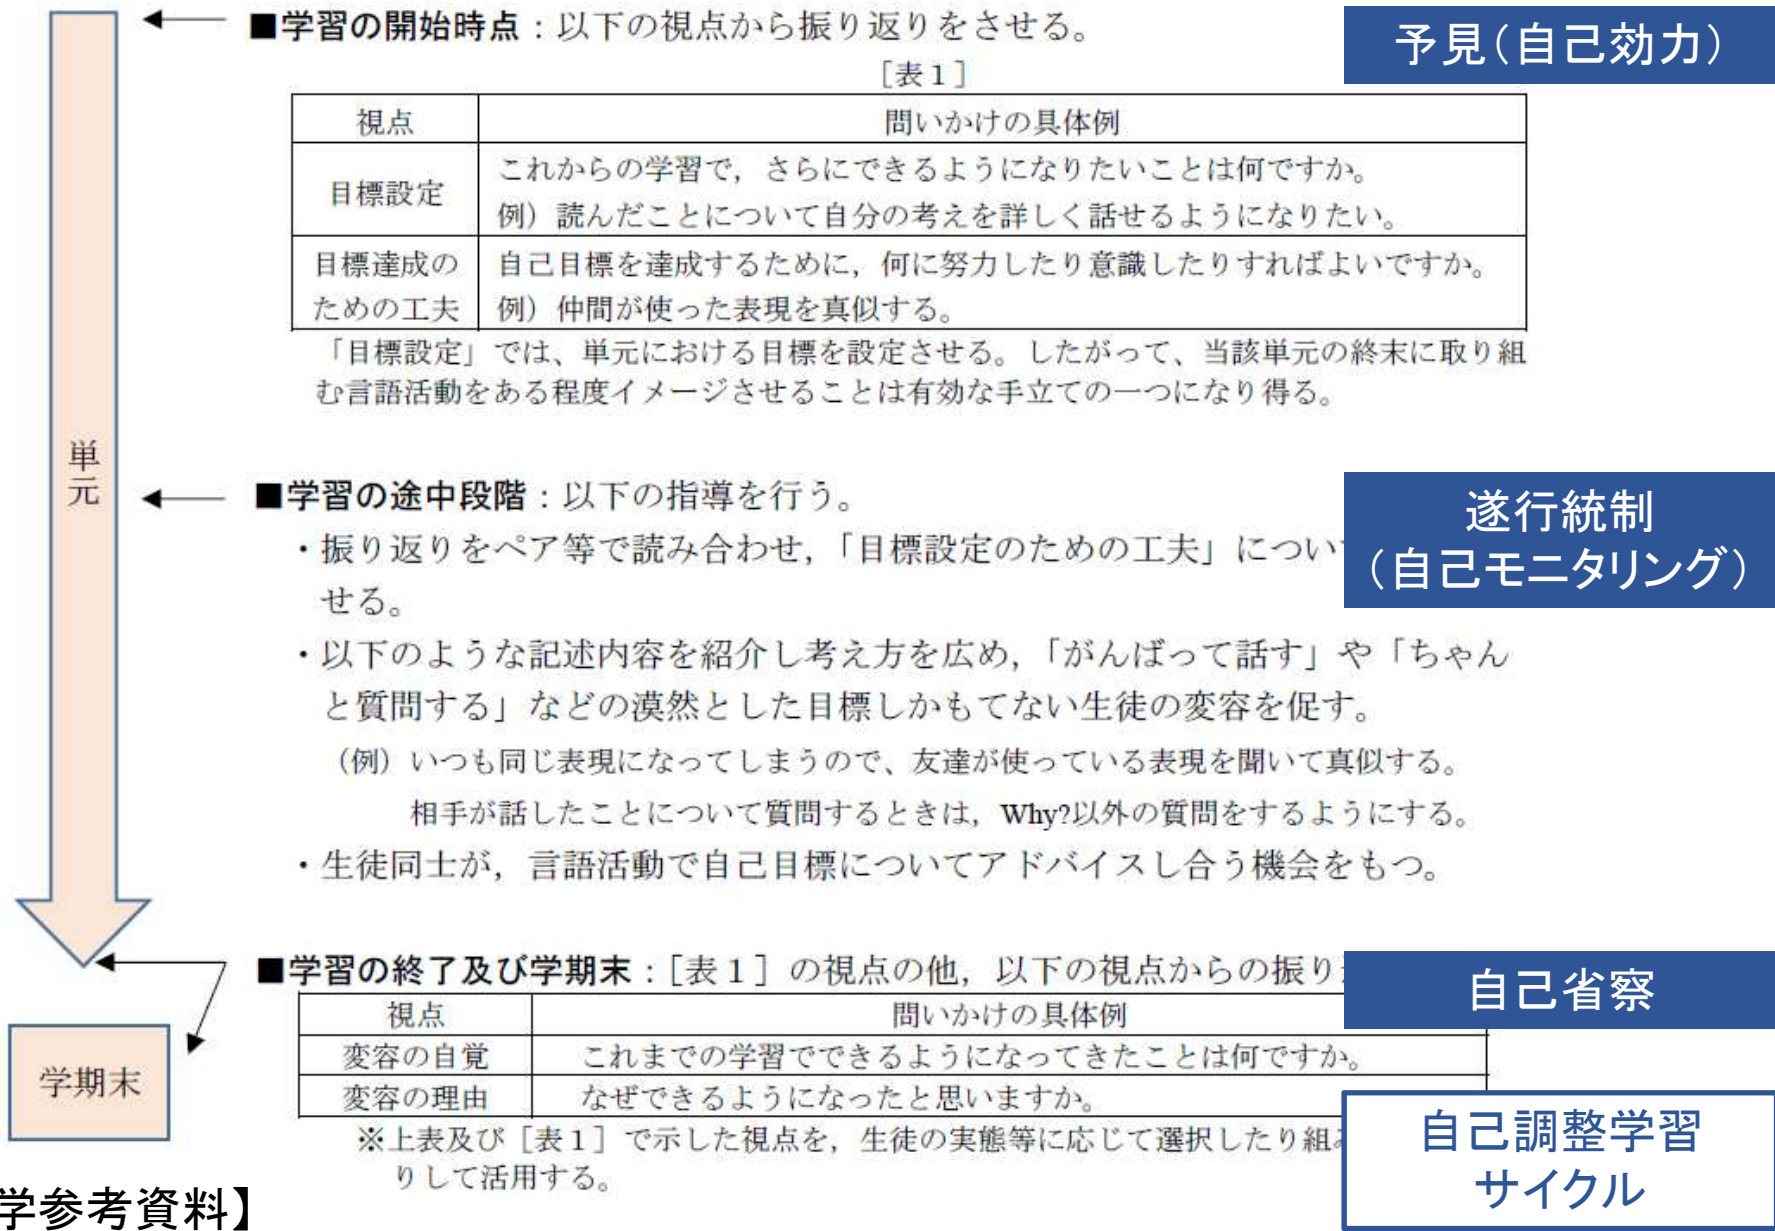 ■学習の開始時点：以下の視点から振り返りをさせる。
予見（自己効力）
［表１］
視点 問いかけの具体例
目標設定 これからの学習で，さらにできるようになりたいことは何ですか。
例）読んだことについて自分の考えを詳しく話せるようになりたい。
目標達成の 自己目標を達成するために，何に努力したり意識したりすればよいですか。
ための工夫 例）仲間が使った表現を真似する。
「目標設定」では、単元における目標を設定させる。したがって、当該単元の終末に取り組
む言語活動をある程度イメージさせることは有効な手立ての一つになり得る。
単元
■学習の途中段階：以下の指導を行う。
遂行統制
（自己モニタリング）
・振り返りをペア等で読み合わせ，「目標設定のための工夫」につい
せる。
・以下のような記述内容を紹介し考え方を広め，「がんばって話す」や「ちゃん
と質問する」などの漠然とした目標しかもてない生徒の変容を促す。
（例）いつも同じ表現になってしまうので、友達が使っている表現を聞いて真似する。
相手が話したことについて質問するときは，Why?以外の質問をするようにする。
・生徒同士が，言語活動で自己目標についてアドバイスし合う機会をもつ。
■学習の終了及び学期末：［表１］の視点の他，以下の視点からの振り
自己省察
視点 問いかけの具体例
変容の自覚 これまでの学習でできるようになってきたことは何ですか。
変容の理由 なぜできるようになったと思いますか。
学期末
※上表及び［表１］で示した視点を，生徒の実態等に応じて選択したり組
りして活用する。
自己調整学習
サイクル
学参考資料】